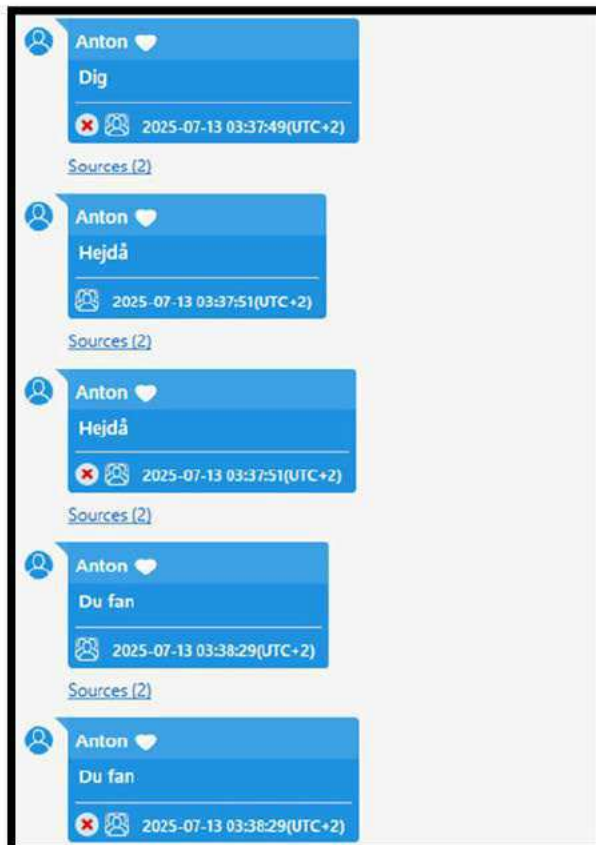 Anton
Dig
2025-07-13 03:37:49(UTC+2)
Sources (2)
Anton
Hejdå
2025-07-13 03:37:51(UTC+2)
Sources (2)
Anton
Hejdå
2025-07-13 03:37:51(UTC+2)
Sources (2)
Anton
Du fan
2025-07-13 03:38:29(UTC+2)
Sources (2)
Anton
Du fan
2025-07-13 03:38:29(UTC+2)